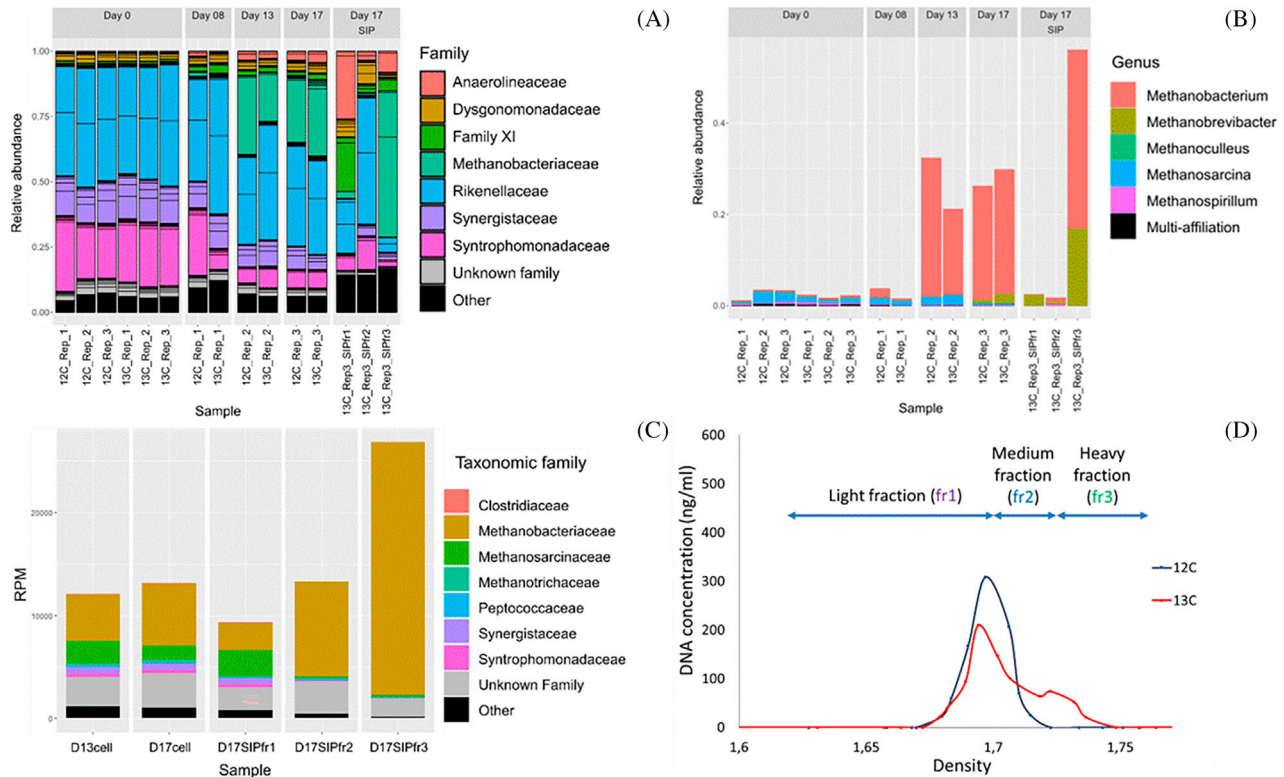 (A)
Day 0
Day 08
Day 13
Day 17
Day 17
SIP
Relative abundance
1.00
0.75
0.50
0.25
0.00
12C_Rep_1
12C_Rep_2
12C_Rep_3
13C_Rep_1
13C_Rep_2
13C_Rep_3
12C_Rep_1
13C_Rep_1
12C_Rep_2
13C_Rep_2
12C_Rep_3
13C_Rep_3
13C_Rep3_SIPfr1
13C_Rep3_SIPfr2
13C_Rep3_SIPfr3
Sample
Family
Anaerolineaceae
Dysgonomonadaceae
Family XI
Methanobacteriaceae
Rikenellaceae
Synergistaceae
Syntrophomonadaceae
Unknown family
Other
(B)
Day 0
Day 08
Day 13
Day 17
Day 17
SIP
Relative abundance
0.4
0.2
0.0
12C_Rep_1
12C_Rep_2
12C_Rep_3
13C_Rep_1
13C_Rep_2
13C_Rep_3
12C_Rep_1
13C_Rep_1
12C_Rep_2
13C_Rep_2
12C_Rep_3
13C_Rep_3
13C_Rep3_SIPfr1
13C_Rep3_SIPfr2
13C_Rep3_SIPfr3
Sample
Genus
Methanobacterium
Methanobrevibacter
Methanoculleus
Methanosarcina
Methanospirillum
Multi-affiliation
(C)
RPM
20000
10000
0
D13cell
D17cell
D17SIPfr1
D17SIPfr2
D17SIPfr3
Sample
Taxonomic family
Clostridiaceae
Methanobacteriaceae
Methanosarcinaceae
Methanotrichaceae
Peptococcaceae
Synergistaceae
Syntrophomonadaceae
Unknown Family
Other
(D)
DNA concentration (ng/ml)
600
500
400
300
200
100
0
Light fraction (fr1)
Medium
fraction
(fr2)
Heavy
fraction
(fr3)
12C
13C
1,6
1,65
1,7
1,75
Density